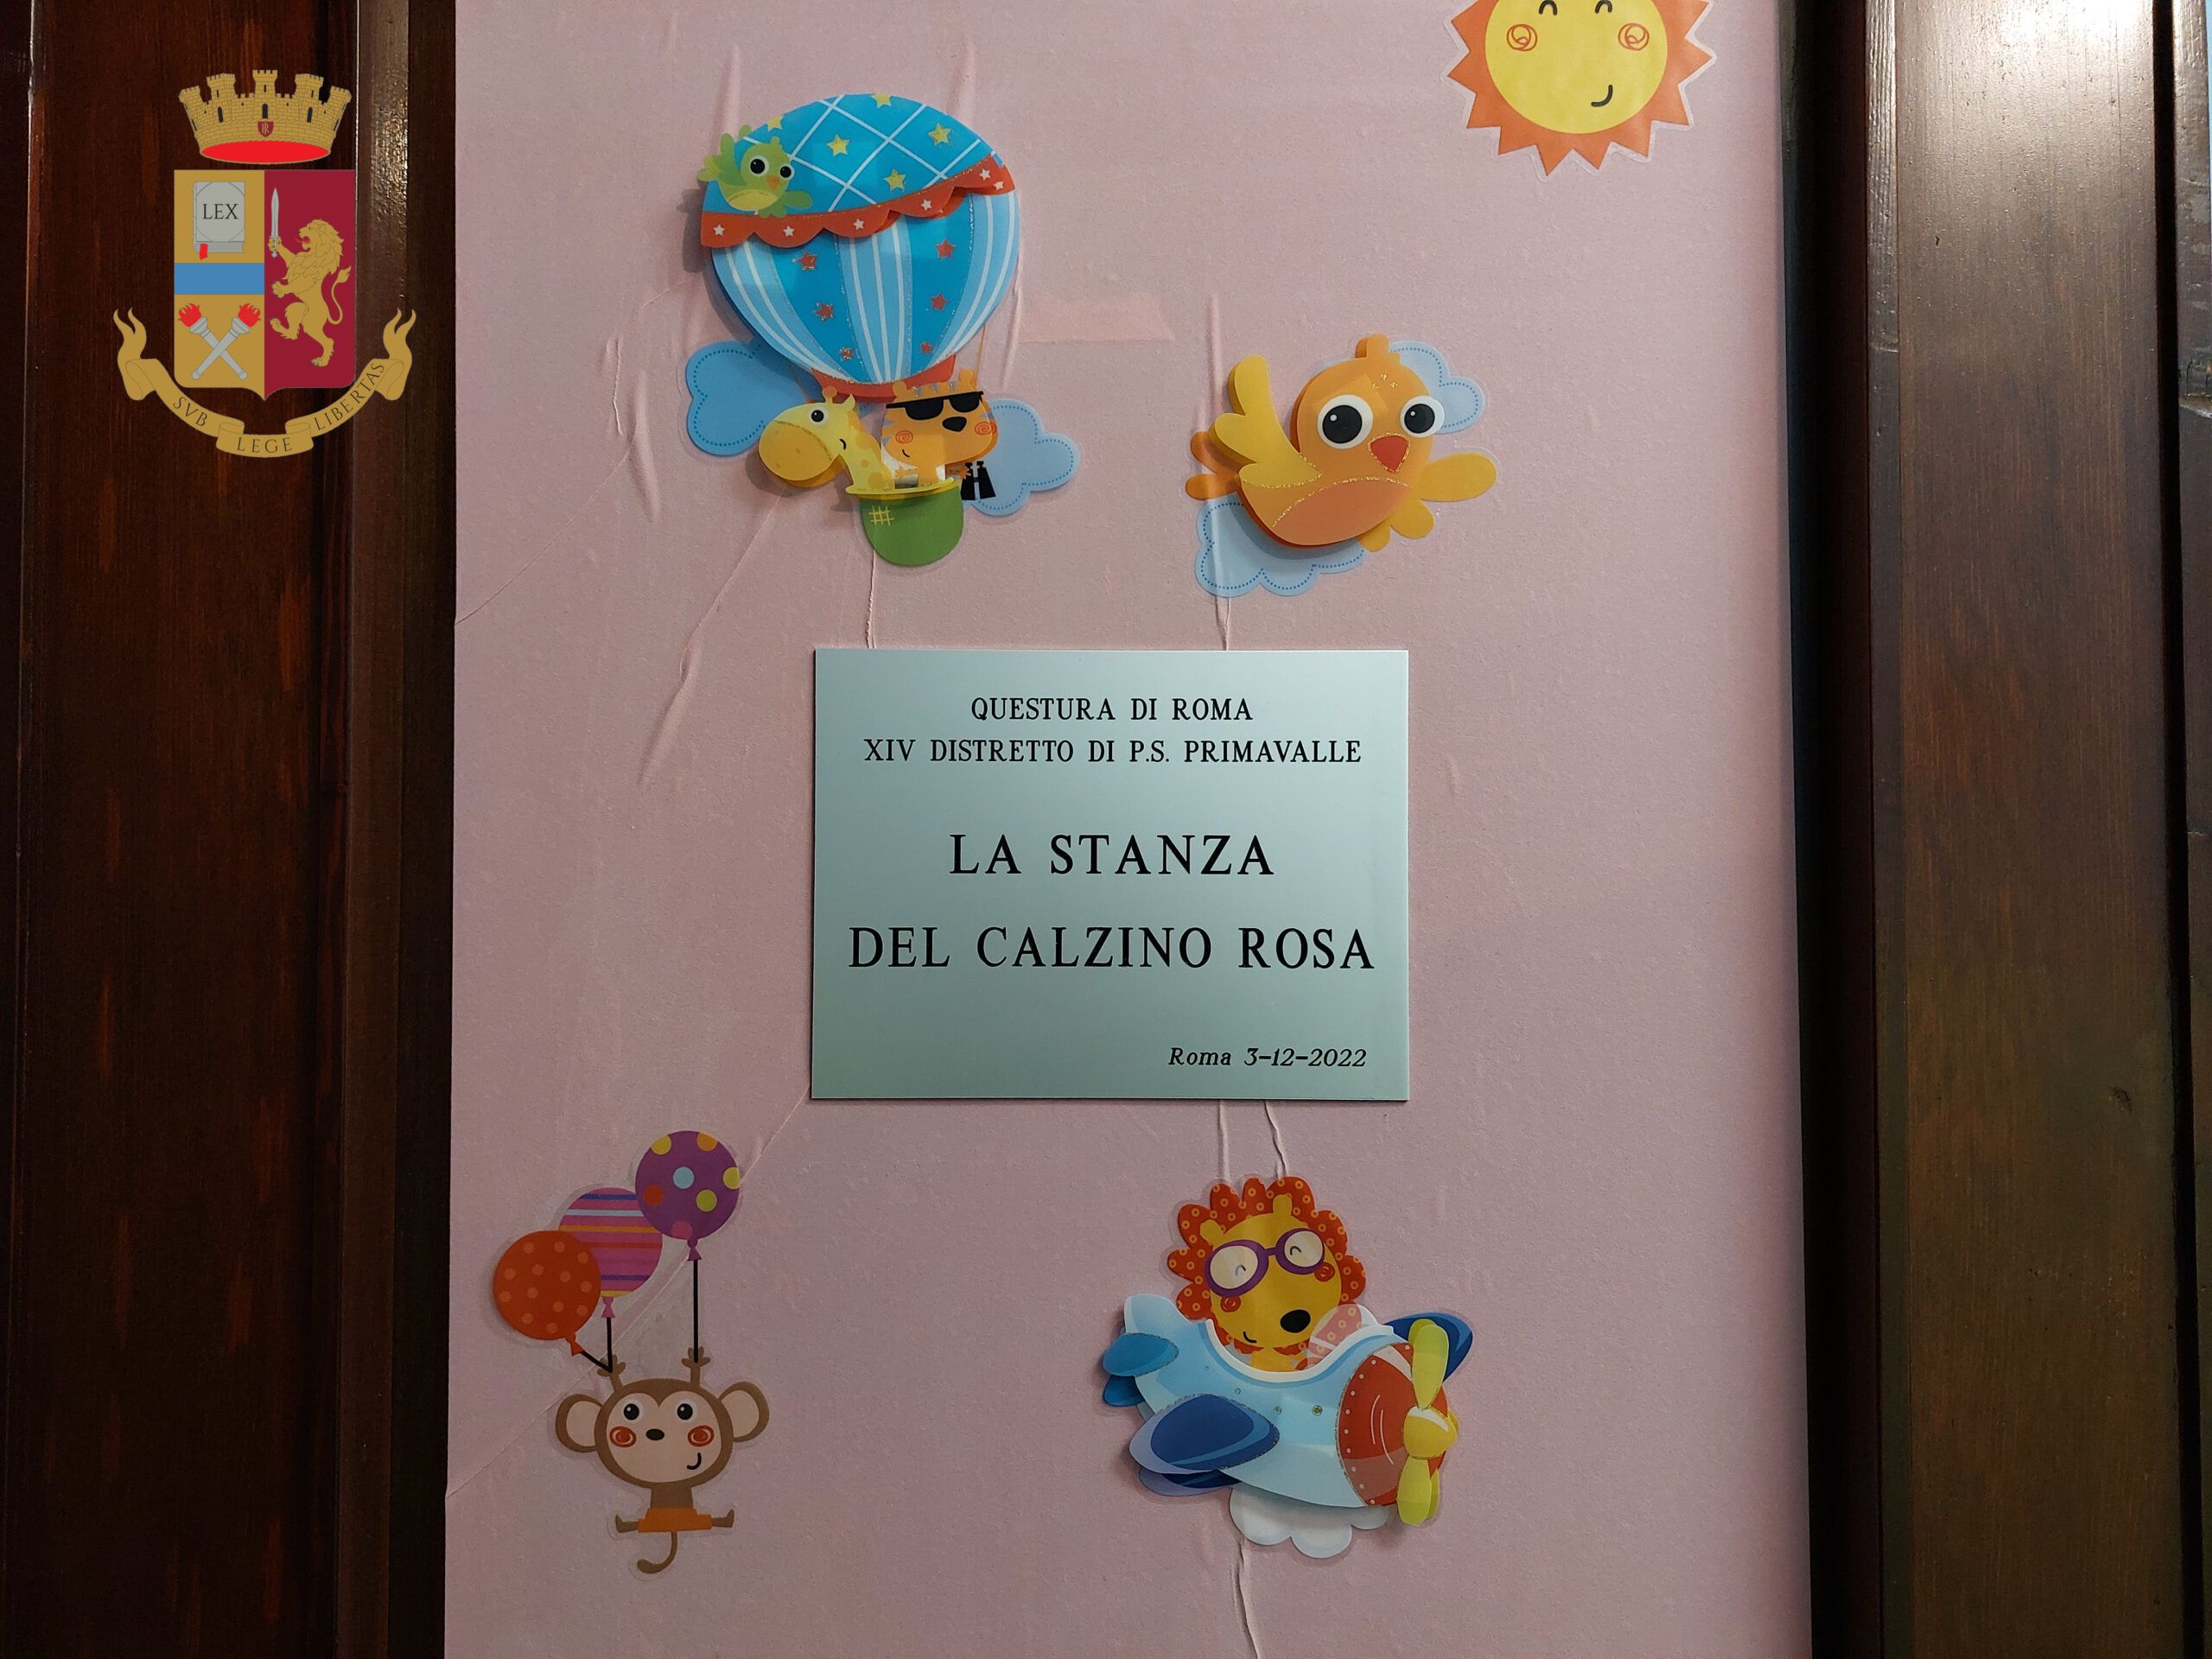 LEX
SVB LEGE LIBERTAS
QUESTURA DI ROMA
XIV DISTRETTO DI P.S. PRIMAVALLE
LA STANZA
DEL CALZINO ROSA
Roma 3-12-2022